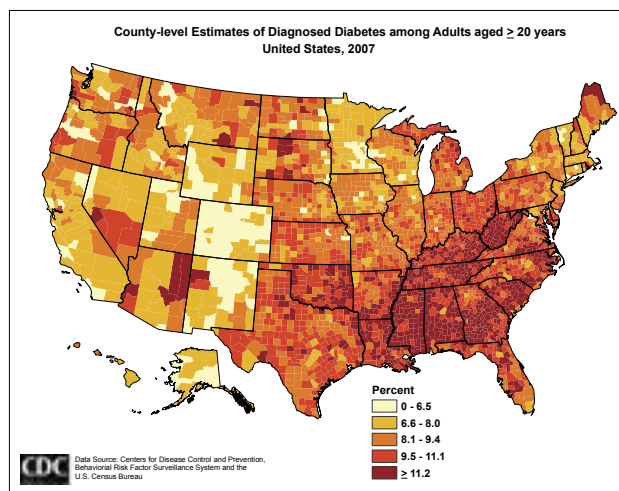 County-level Estimates of Diagnosed Diabetes among Adults aged > 20 years
United States, 2007
Percent
0 - 6.5
6.6 - 8.0
8.1 - 9.4
9.5 - 11.1
> 11.2
CDC
Data Source: Centers for Disease Control and Prevention,
Behaviorial Risk Factor Surveillance System and the
U.S. Census Bureau